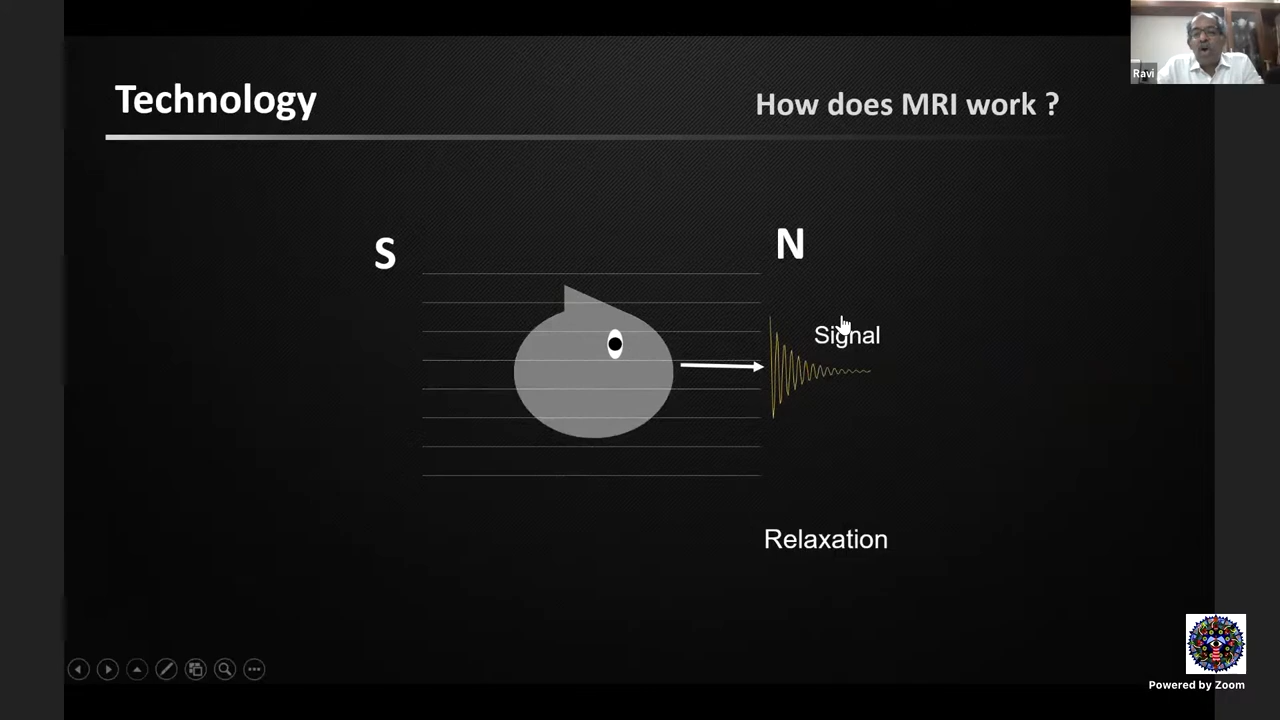 Ravi
Technology
How does MRI work ?
S
N
Signal
Relaxation
Powered by Zoom